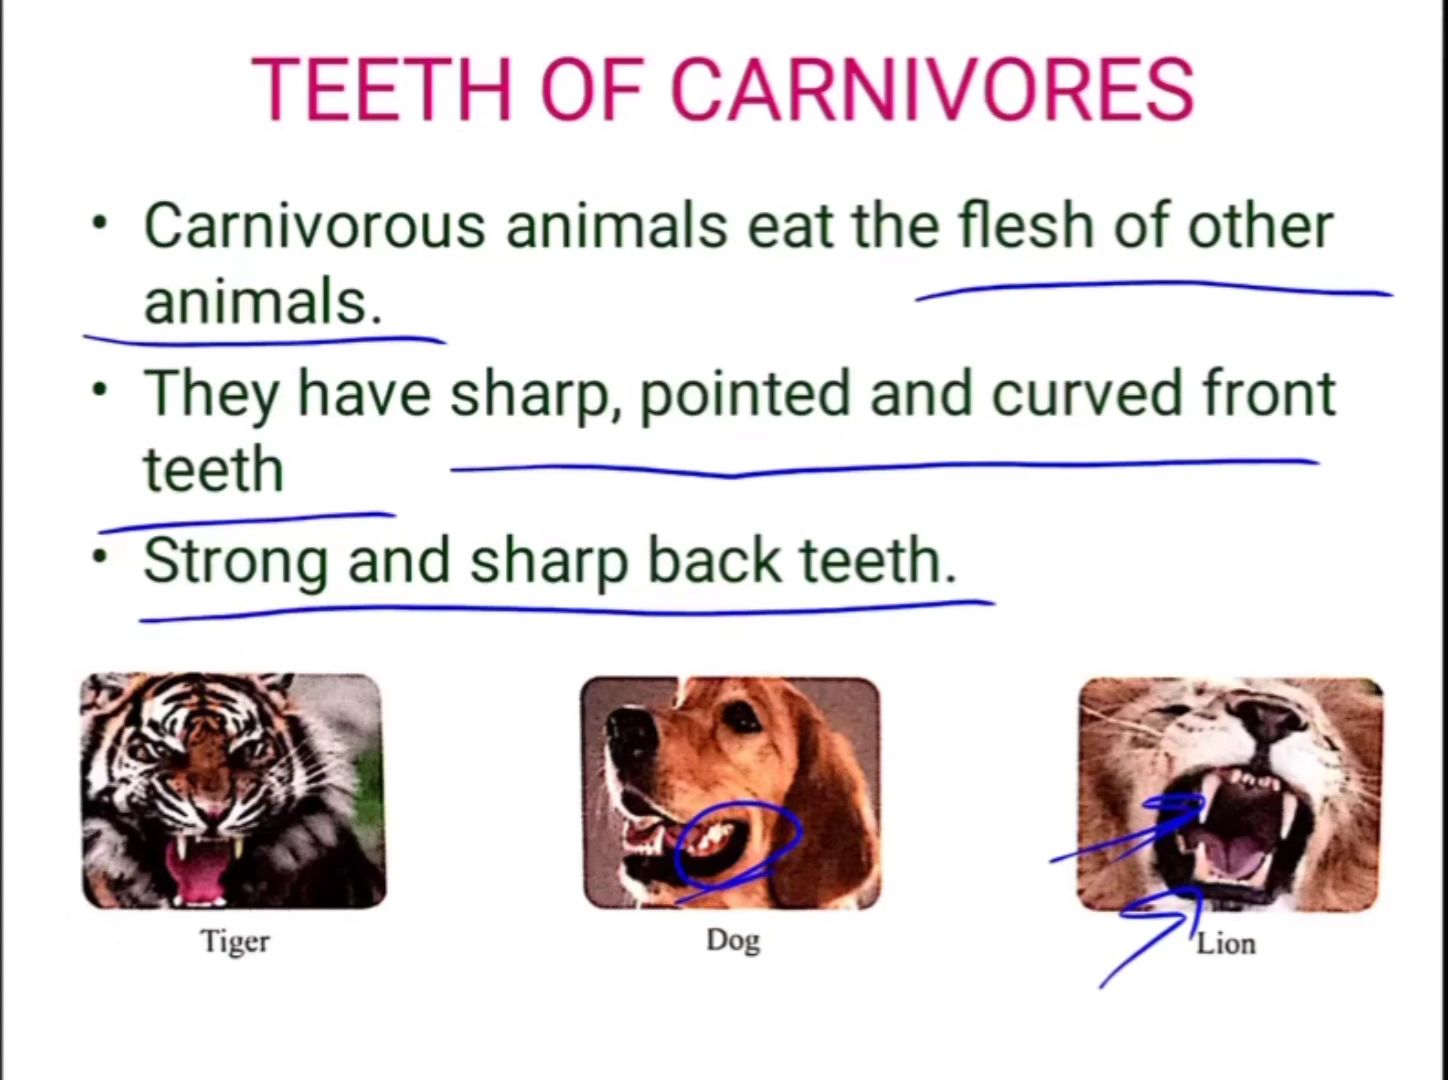 TEETH OF CARNIVORES
• Carnivorous animals eat the flesh of other
animals.
• They have sharp, pointed and curved front
teeth
• Strong and sharp back teeth.
Tiger
Dog
Lion